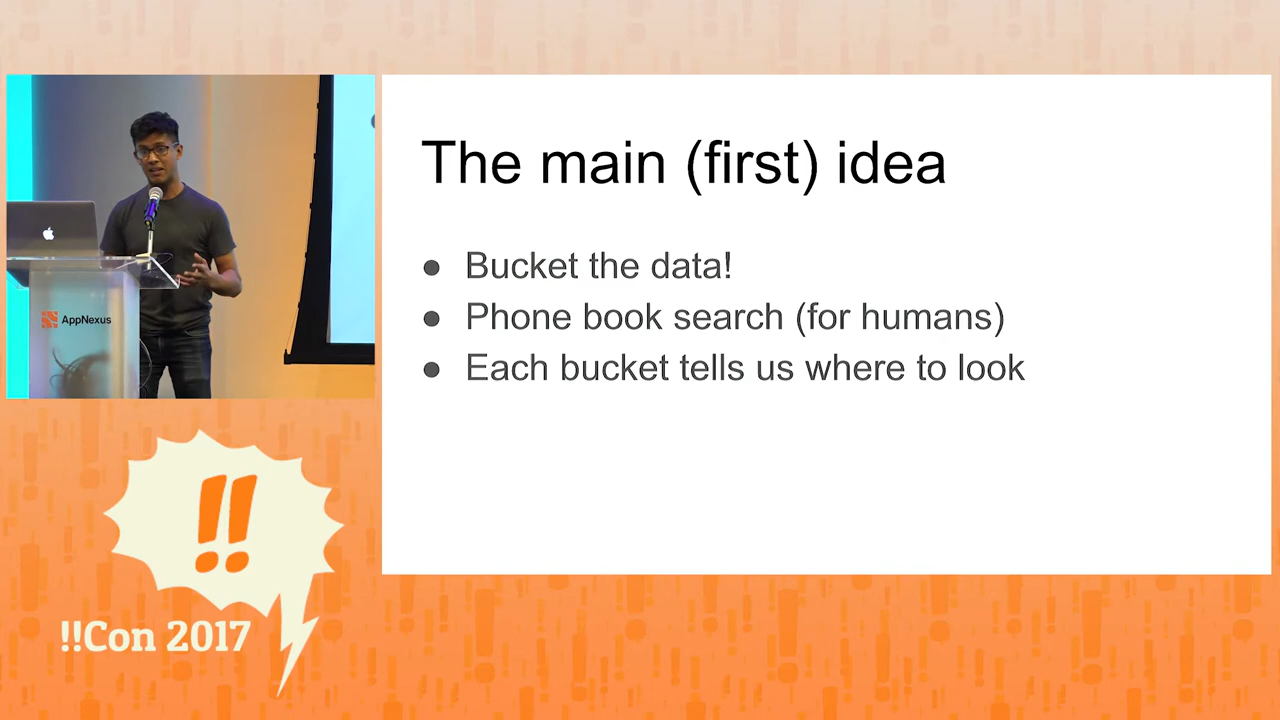 The main (first) idea
● Bucket the data!
● Phone book search (for humans)
● Each bucket tells us where to look
AppNexus
!!
!!Con 2017